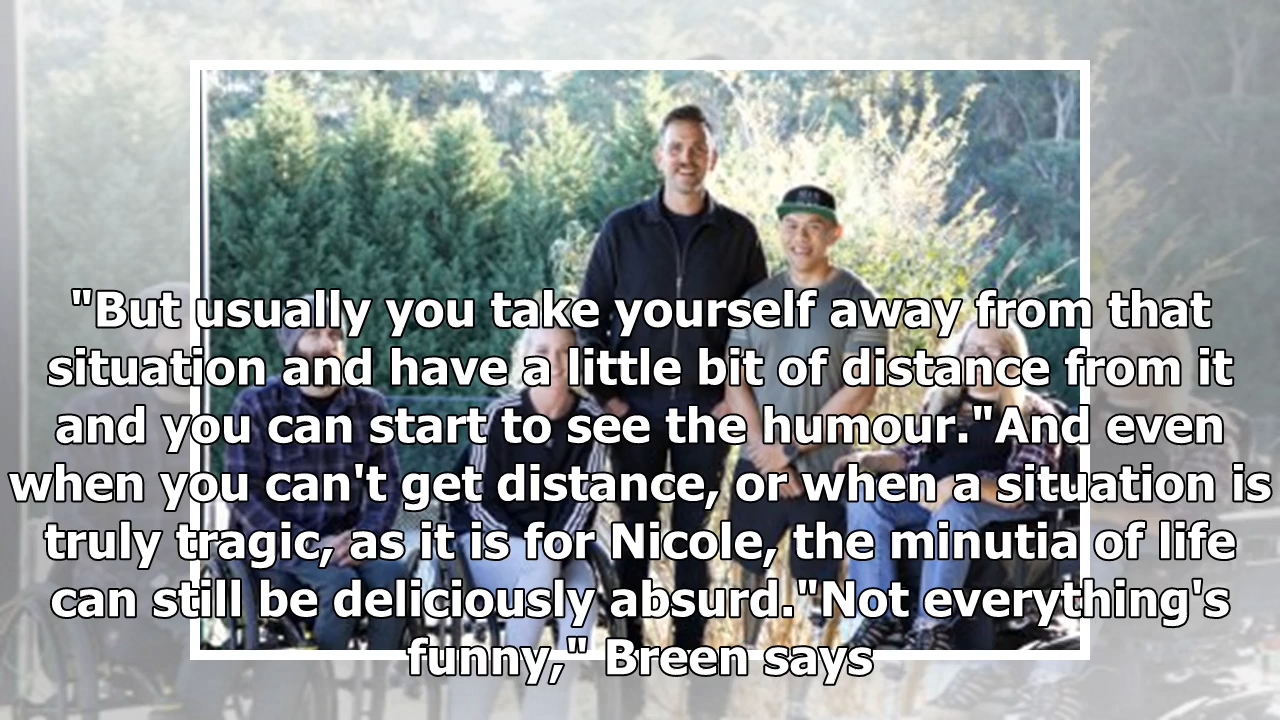 "But usually you take yourself away from that
situation and have a little bit of distance from it
and you can start to see the humour."And even
when you can't get distance, or when a situation is
truly tragic, as it is for Nicole, the minutia of life
can still be deliciously absurd."Not everything's
funny," Breen says